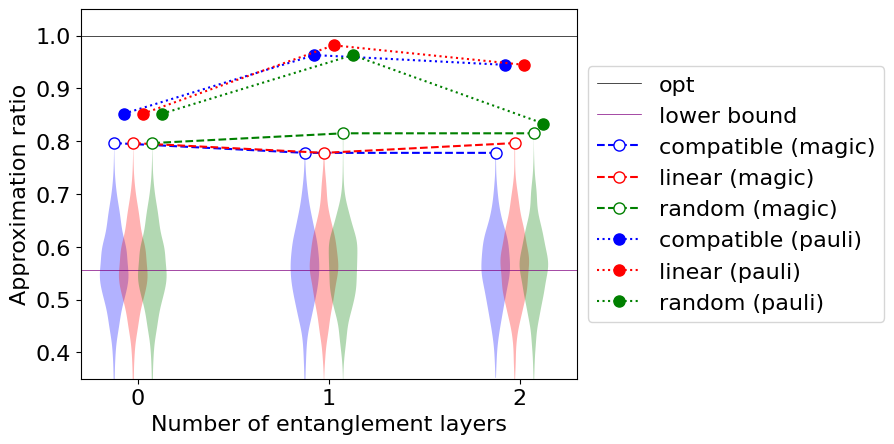 1.0
0.9
0.8
0.7
0.6
0.5
0.4
Approximation ratio
0 1 2
Number of entanglement layers
opt
lower bound
compatible (magic)
linear (magic)
random (magic)
compatible (pauli)
linear (pauli)
random (pauli)